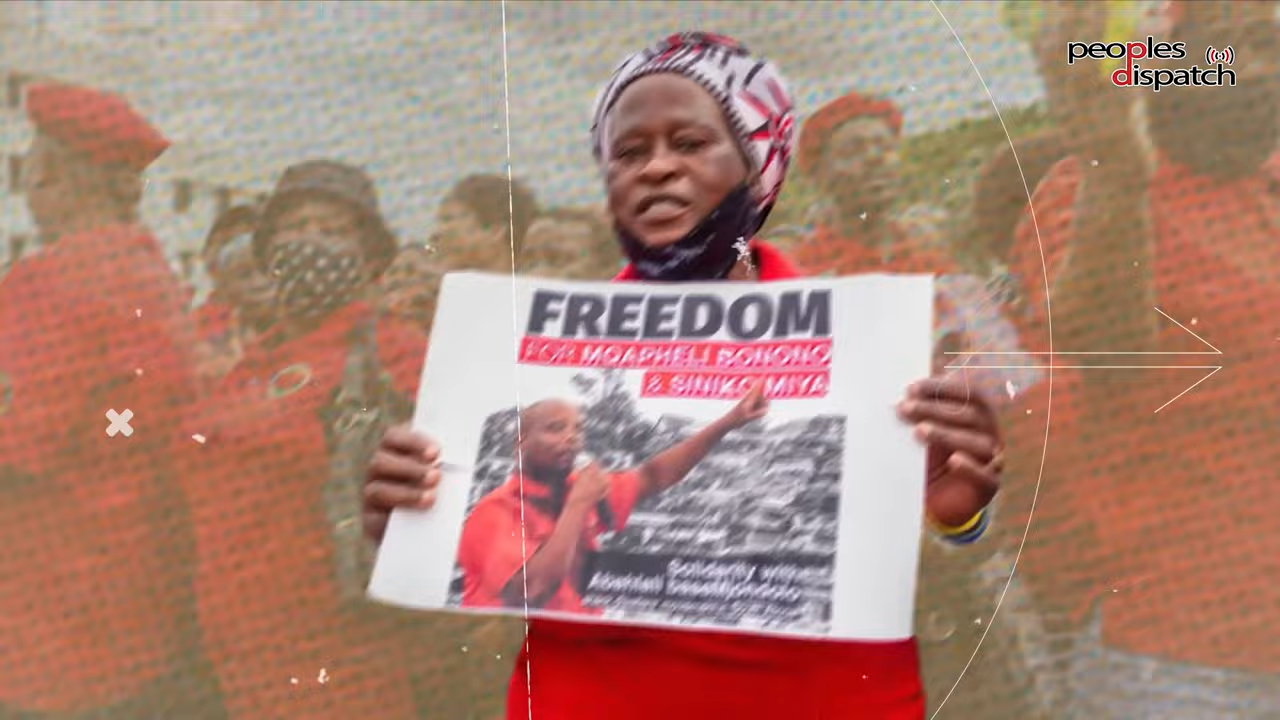 peoples
dispatch
FREEDOM
FOR MQAPHELI BONONO
& SINIKO MIYA
Solidarity with
Abahlali baseMjondolo